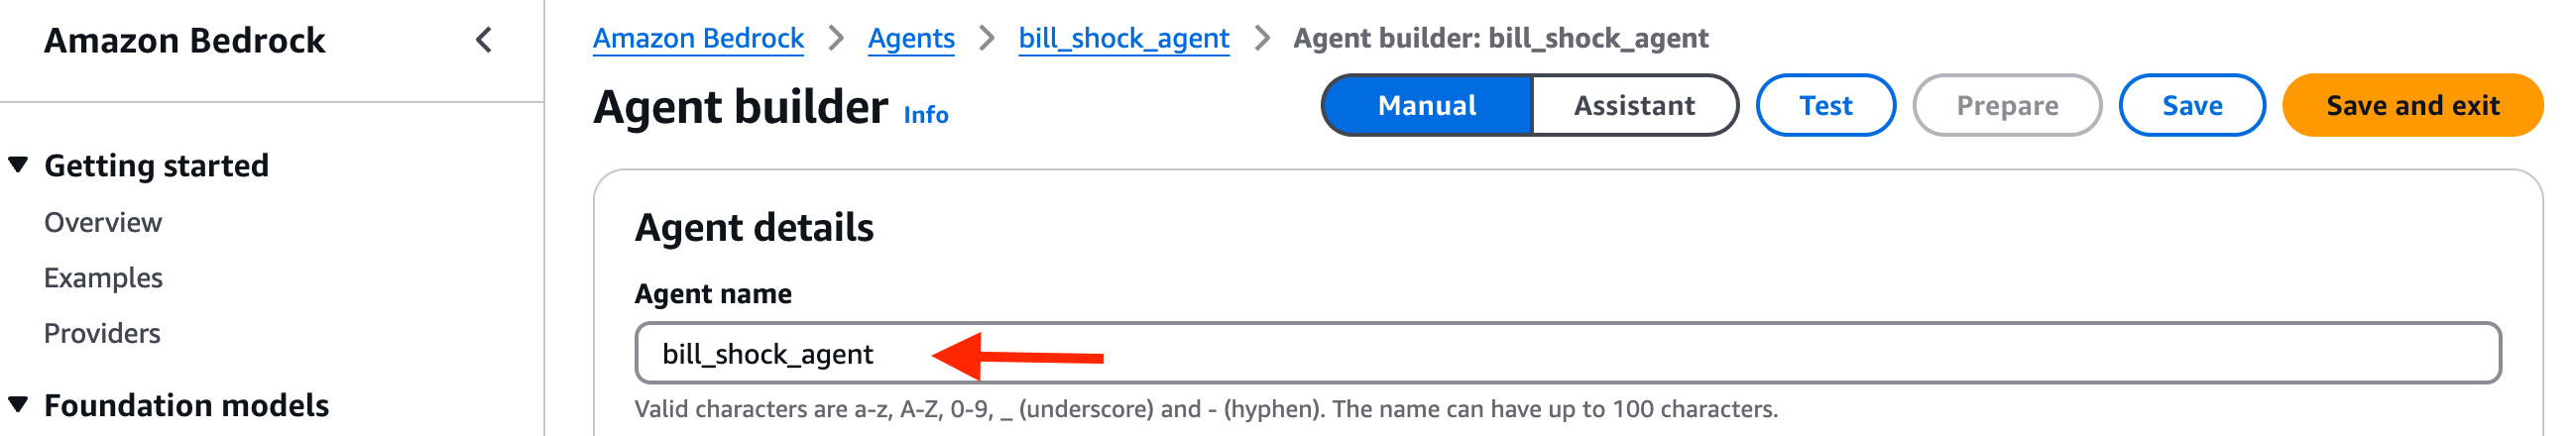 Amazon Bedrock
Getting started
Overview
Examples
Providers
Foundation models
Amazon Bedrock > Agents > bill_shock_agent > Agent builder: bill_shock_agent
Agent builder Info
Manual Assistant Test Prepare Save Save and exit
Agent details
Agent name
bill_shock_agent
Valid characters are a-z, A-Z, 0-9, _ (underscore) and - (hyphen). The name can have up to 100 characters.